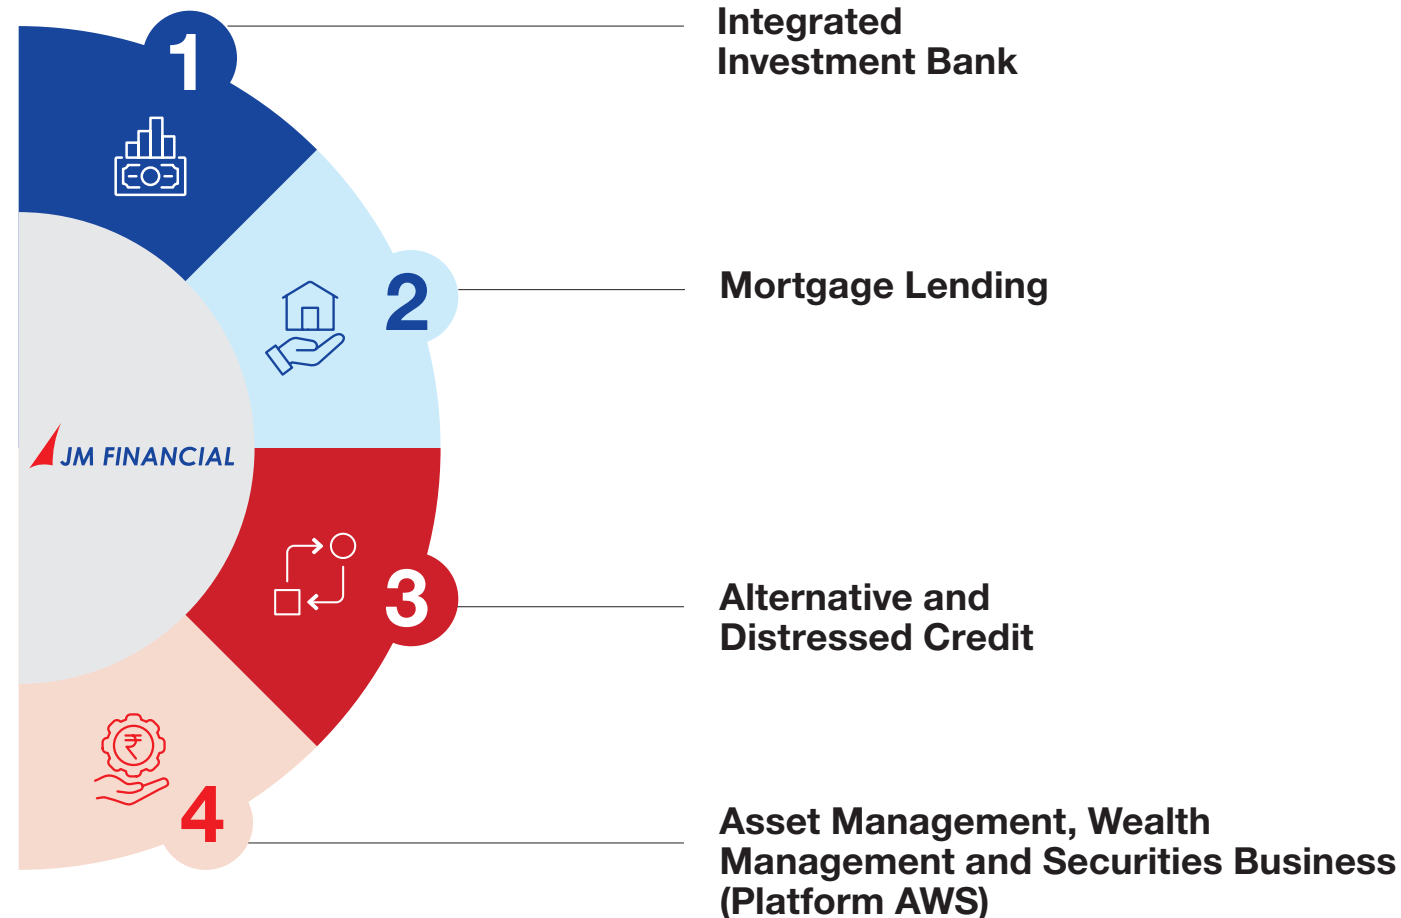 1
Integrated
Investment Bank
2
Mortgage Lending
JM FINANCIAL
3
Alternative and
Distressed Credit
₹
4
Asset Management, Wealth
Management and Securities Business
(Platform AWS)